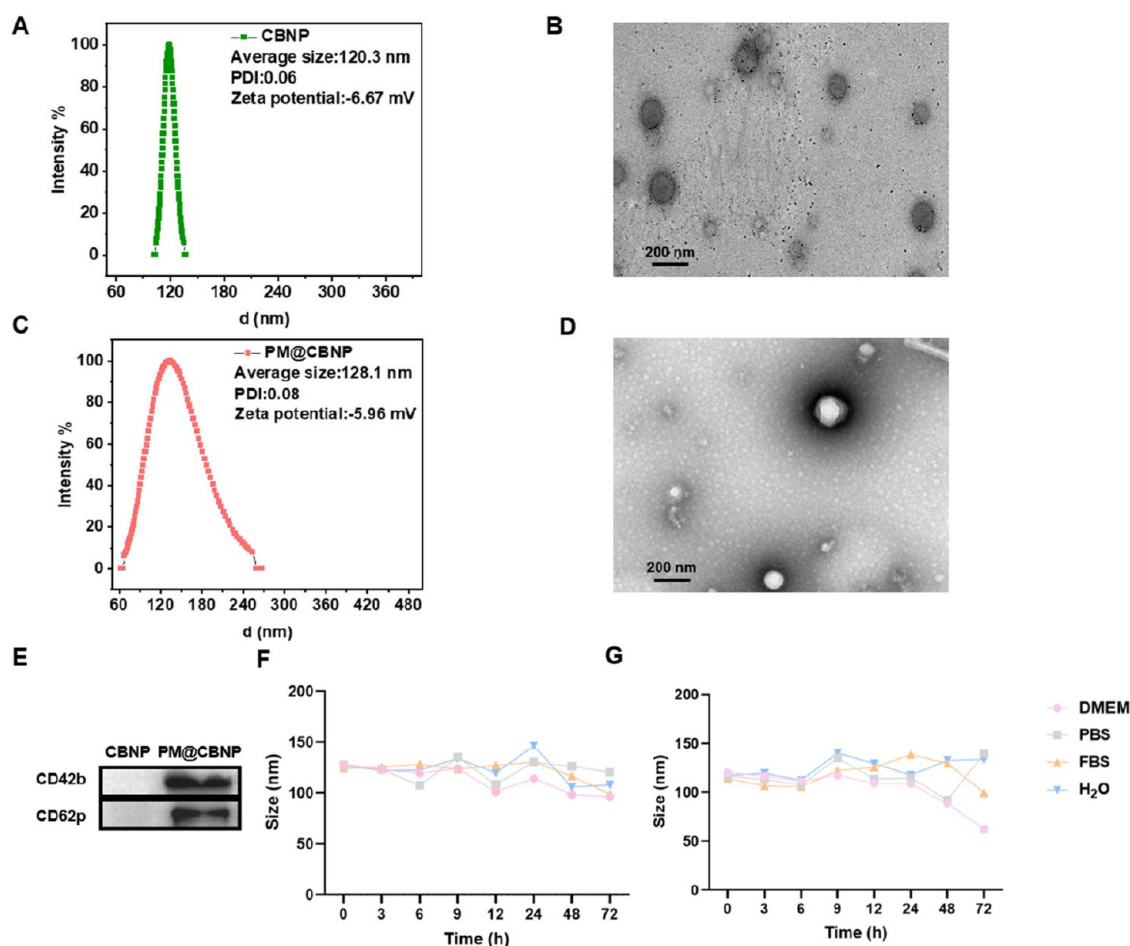 A
CBNP
Average size:120.3 nm
PDI:0.06
Zeta potential:-6.67 mV
Intensity %
100
80
60
40
20
0
60 120 180 240 300 360
d (nm)
B
200 nm
C
PM@CBNP
Average size:128.1 nm
PDI:0.08
Zeta potential:-5.96 mV
Intensity %
100
80
60
40
20
0
60 120 180 240 300 360 420 480
d (nm)
D
200 nm
E
CBNP PM@CBNP
CD42b
CD62p
F
Size (nm)
200
150
100
50
0
0 3 6 9 12 24 48 72
Time (h)
G
Size (nm)
200
150
100
50
0
0 3 6 9 12 24 48 72
Time (h)
DMEM
PBS
FBS
H₂O